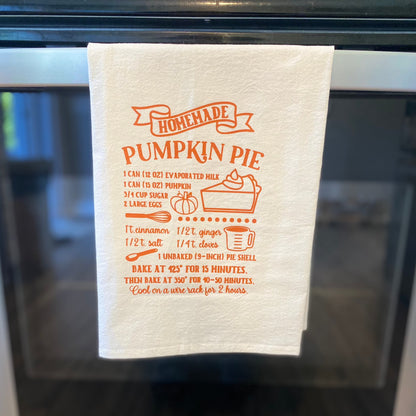 HOMEMADE
PUMPKIN PIE
1 CAN (12 OZ) EVAPORATED MILK
1 CAN (15 OZ) PUMPKIN
3/4 CUP SUGAR
2 LARGE EGGS
1 t. cinnamon 1/2 t. ginger
1/2 t. salt 1/4 t. cloves
1 UNBAKED (9-INCH) PIE SHELL
BAKE AT 425° FOR 15 MINUTES,
THEN BAKE AT 350° FOR 40-50 MINUTES.
Cool on a wire rack for 2 hours.